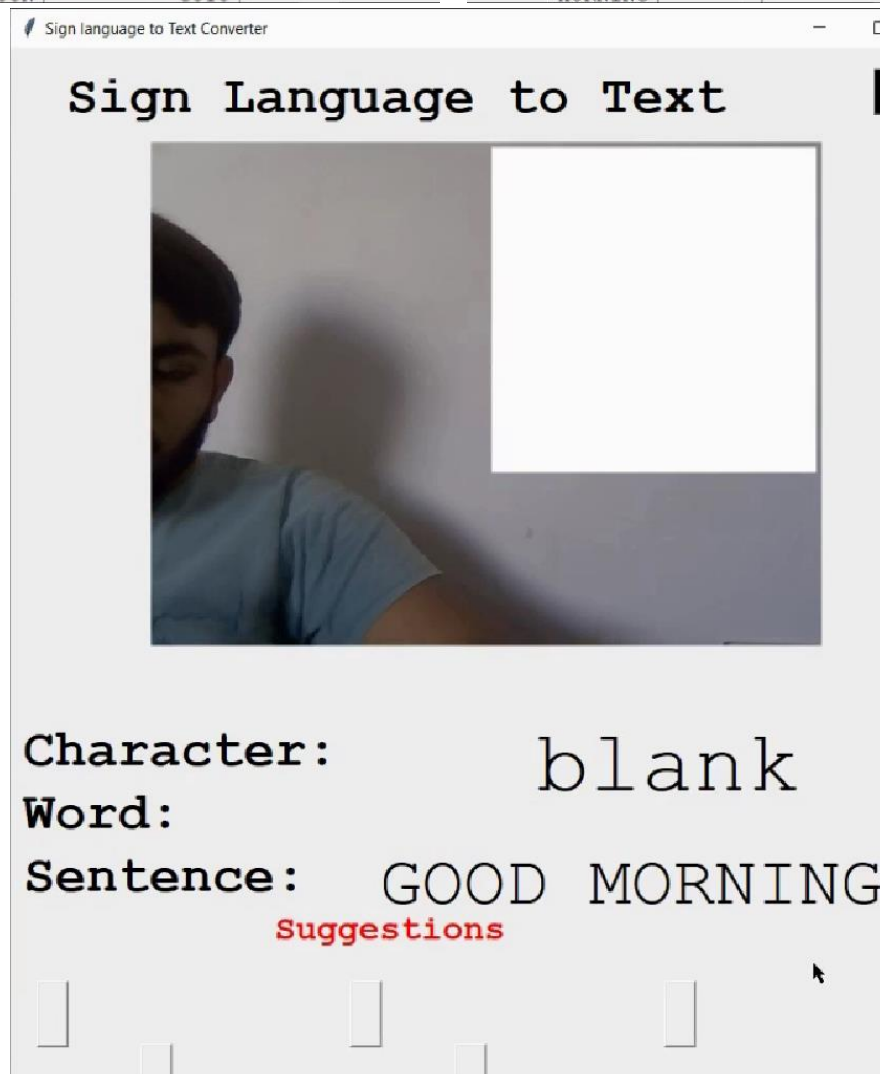 Sign language to Text Converter
Sign Language to Text
Character: blank
Word:
Sentence: GOOD MORNING
Suggestions